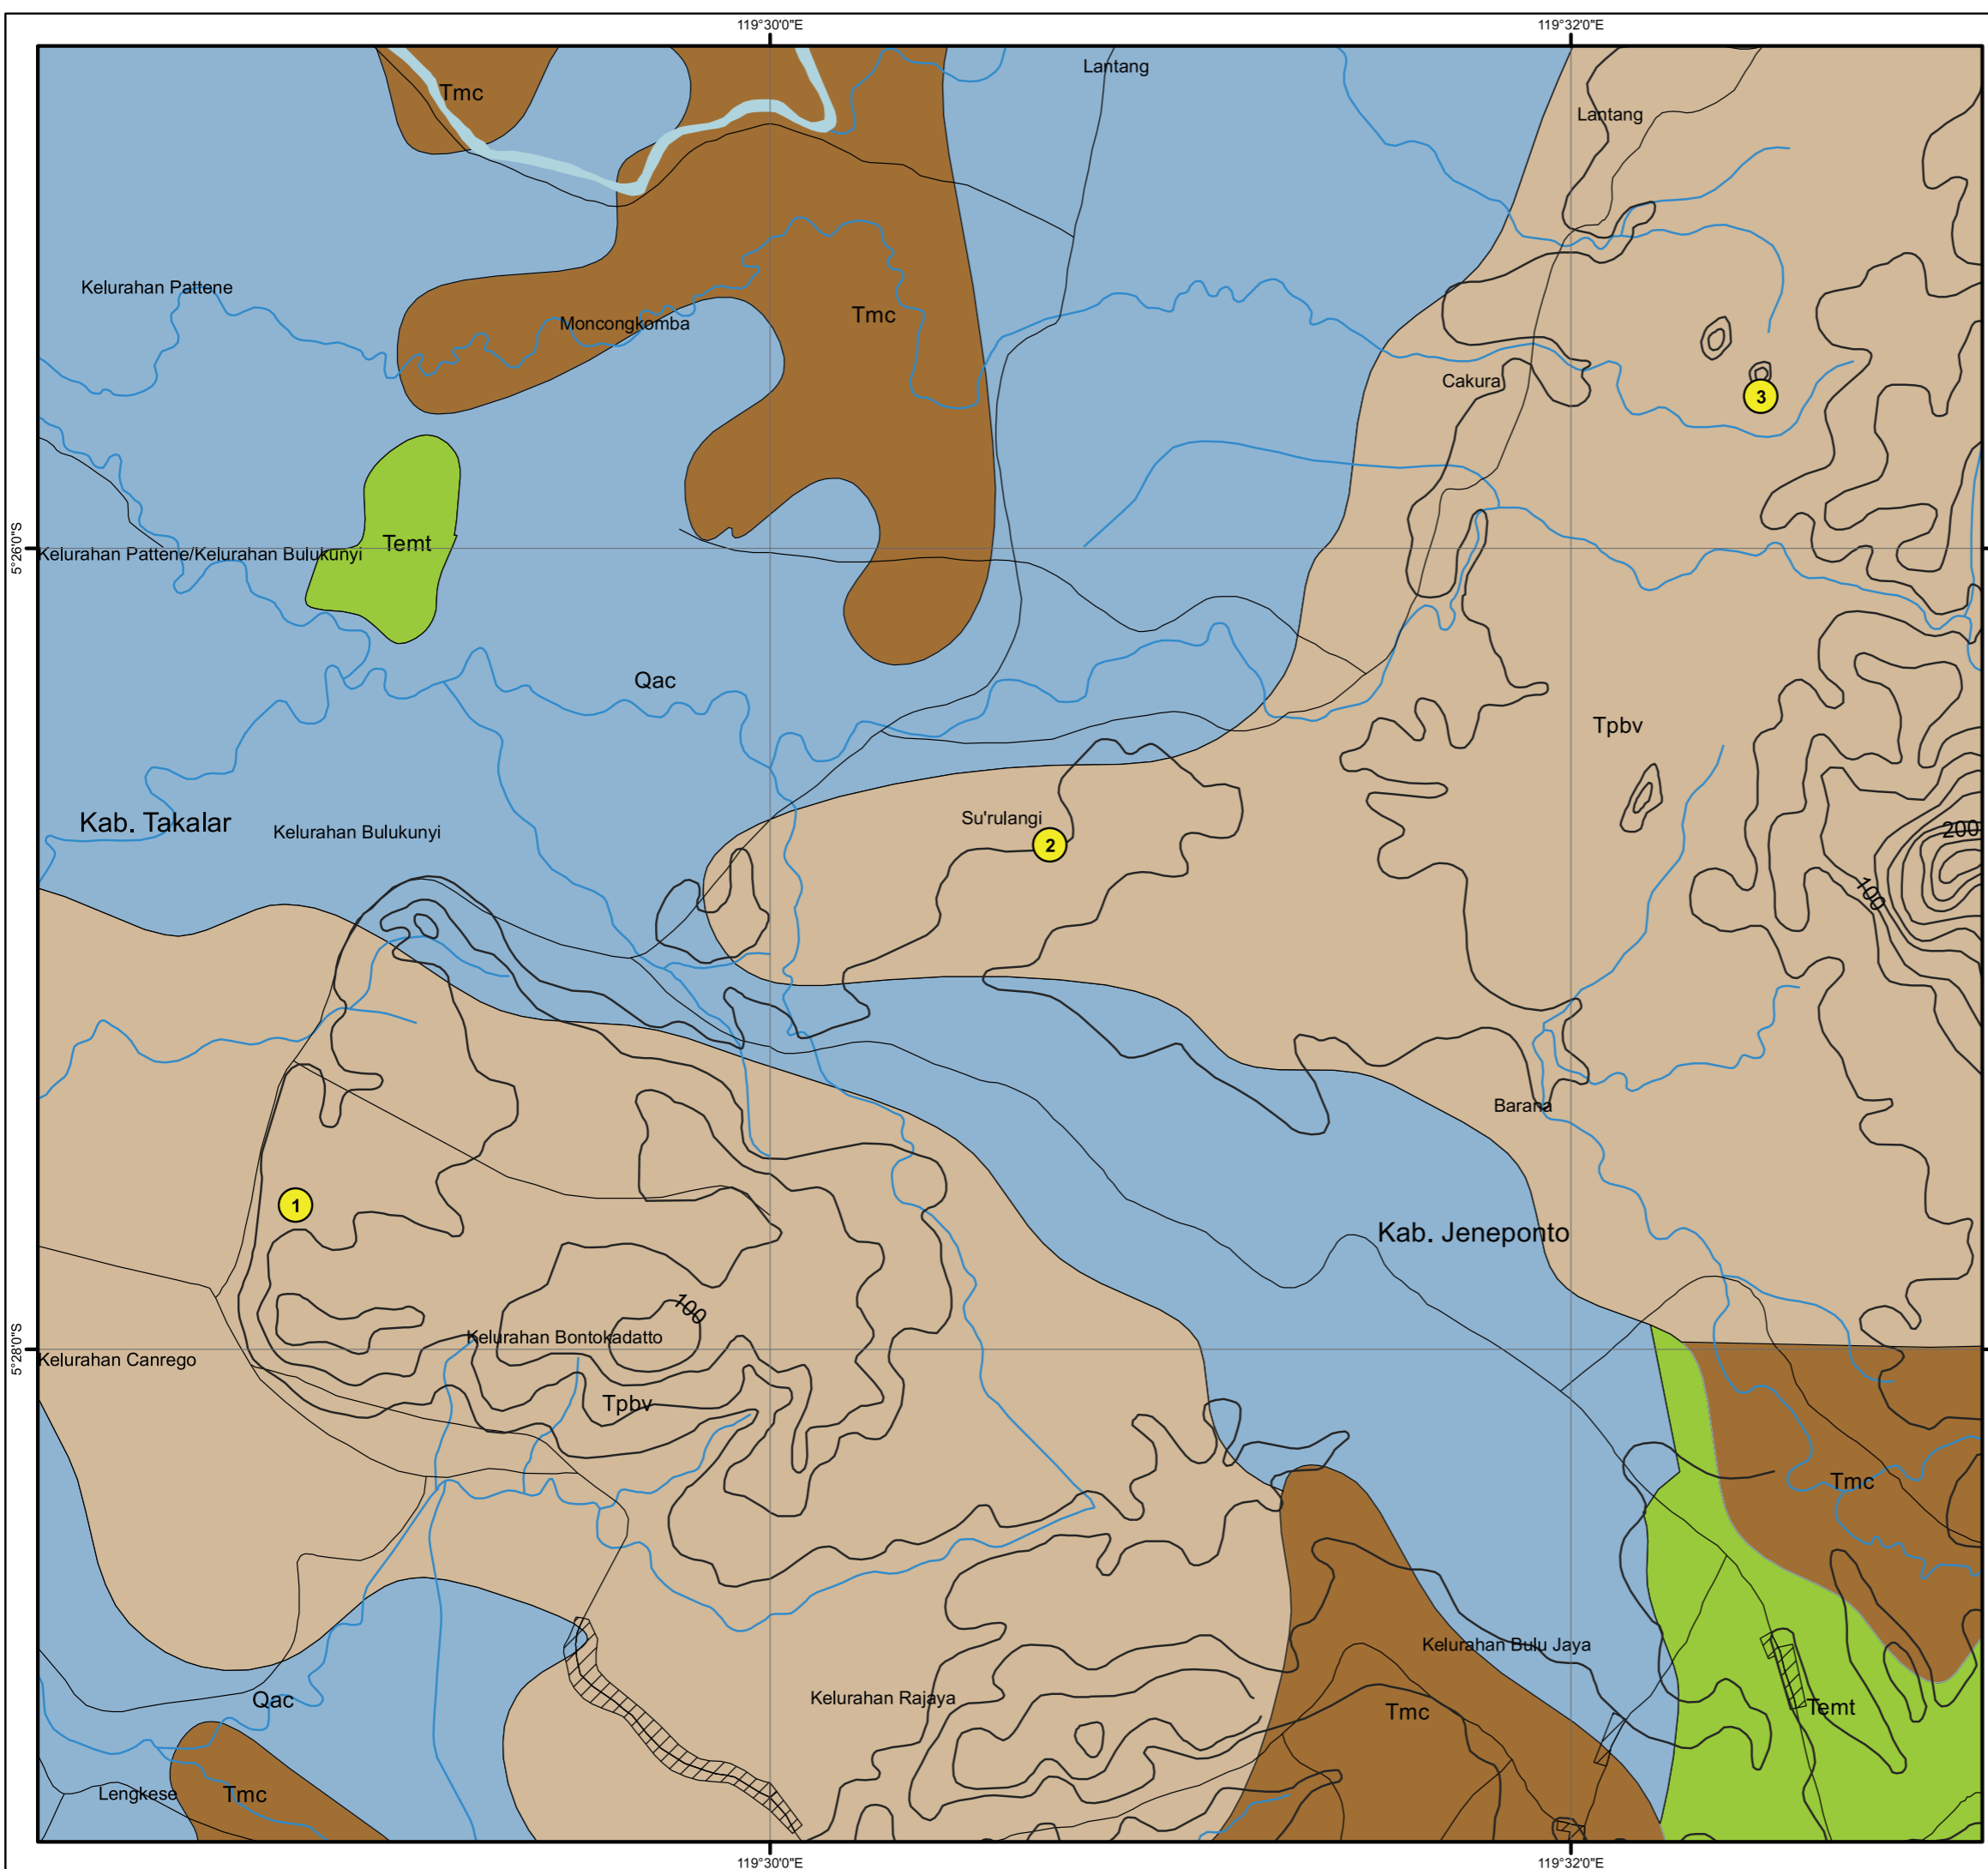 119°30'0"E
119°32'0"E
Lantang
Tmc
Lantang
Kelurahan Pattene
Tmc
Moncongkomba
Cakura
3
5°26'0"S
Temt
Kelurahan Pattene/Kelurahan Bulukunyi
Qac
Tpbv
Su'rulangi
Kab. Takalar
200
Kelurahan Bulukunyi
2
100
Barana
1
Kab. Jeneponto
100
Kelurahan Bontokadatto
5°28'0"S
Kelurahan Canrego
Tpbv
Tmc
Kelurahan Bulu Jaya
Qac
Kelurahan Rajaya
Temt
Tmc
Lengkese
Tmc
119°30'0"E
119°32'0"E